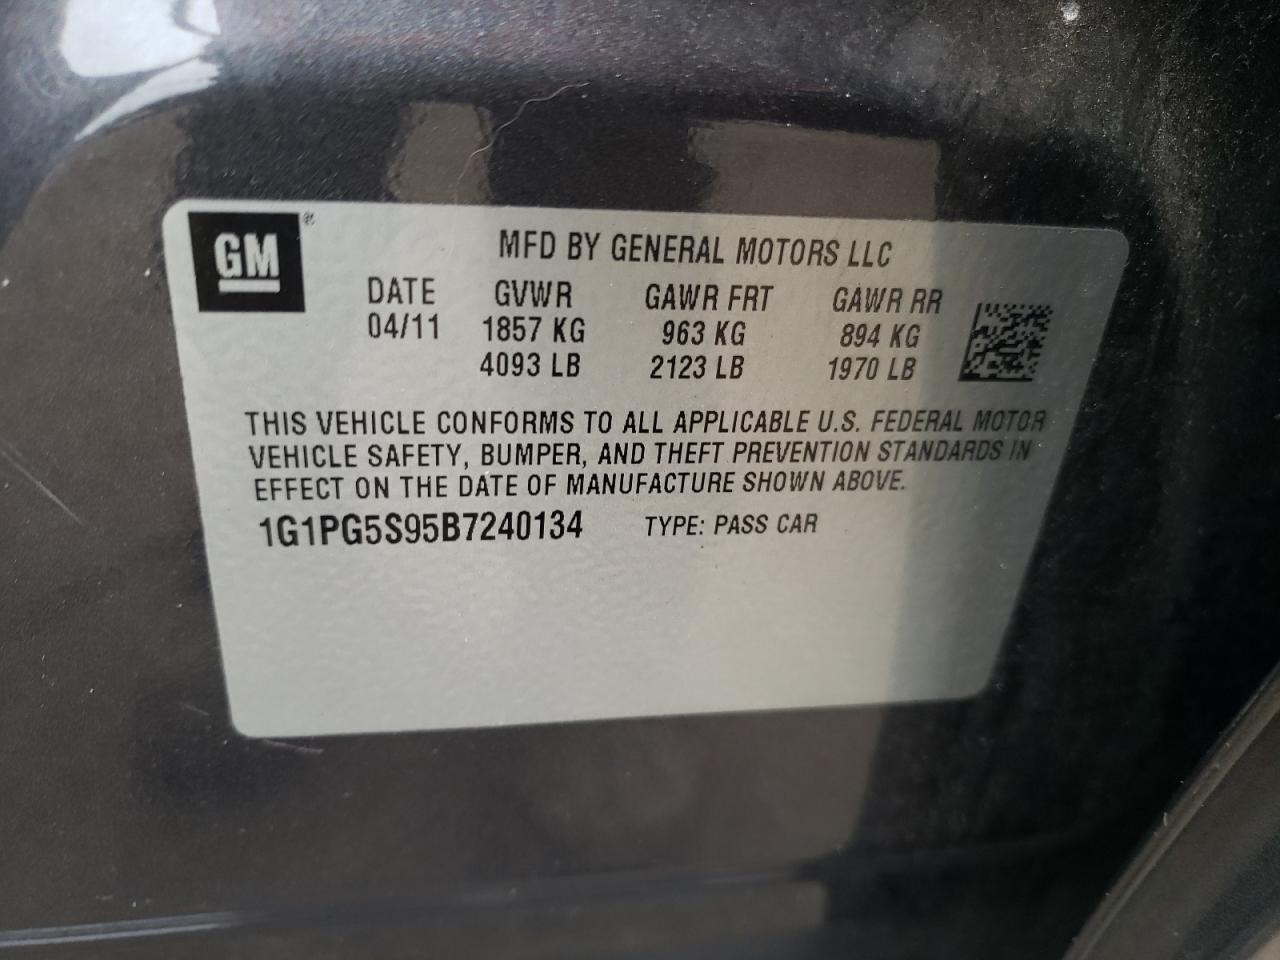 GM®
MFD BY GENERAL MOTORS LLC
DATE GVWR GAWR FRT GAWR RR
04/11 1857 KG 963 KG 894 KG
4093 LB 2123 LB 1970 LB
THIS VEHICLE CONFORMS TO ALL APPLICABLE U.S. FEDERAL MOTOR
VEHICLE SAFETY, BUMPER, AND THEFT PREVENTION STANDARDS IN
EFFECT ON THE DATE OF MANUFACTURE SHOWN ABOVE.
1G1PG5S95B7240134 TYPE: PASS CAR